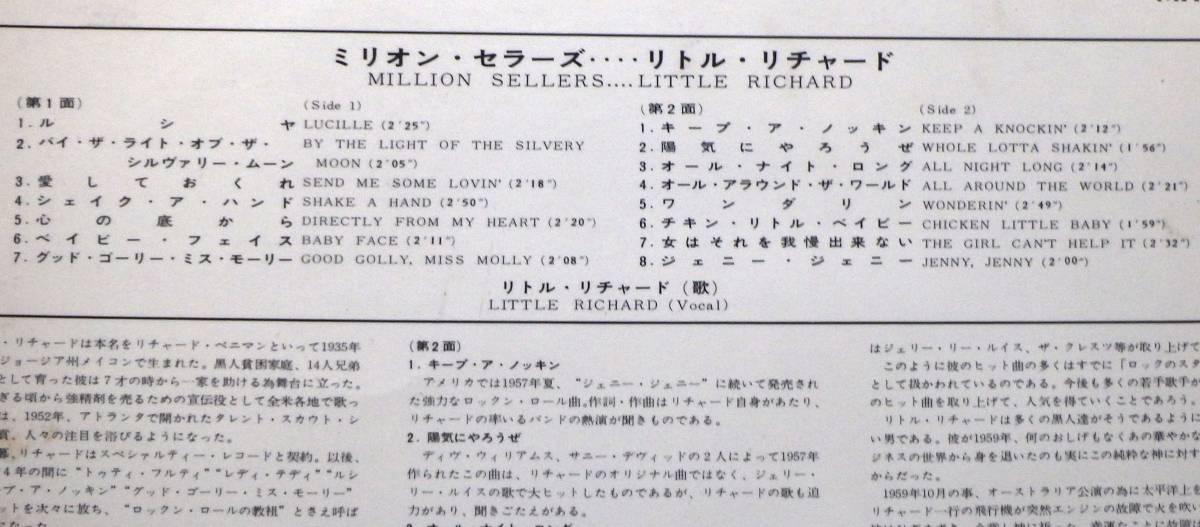 ミリオン・セラーズ‥‥リトル・リチャード
MILLION SELLERS....LITTLE RICHARD
(第1面) (Side 1)
1. ルシヤ LUCILLE (2'25")
2. バイ・ザ・ライト・オブ・ザ・ BY THE LIGHT OF THE SILVERY
シルヴァリー・ムーン MOON (2'05")
3. 愛しておくれ SEND ME SOME LOVIN' (2'18")
4. シェイク・ア・ハンド SHAKE A HAND (2'50")
5. 心の底から DIRECTLY FROM MY HEART (2'20")
6. ベイビー・フェイス BABY FACE (2'11")
7. グッド・ゴーリー・ミス・モーリー GOOD GOLLY, MISS MOLLY (2'08")
(第2面) (Side 2)
1. キープ・ア・ノッキン KEEP A KNOCKIN' (2'12")
2. 陽気にやろうぜ WHOLE LOTTA SHAKIN' (1'56")
3. オール・ナイト・ロング ALL NIGHT LONG (2'14")
4. オール・アラウンド・ザ・ワールド ALL AROUND THE WORLD (2'21")
5. ワンダリン WONDERIN' (2'49")
6. チキン・リトル・ベイビー CHICKEN LITTLE BABY (1'59")
7. 女はそれを我慢出来ない THE GIRL CAN'T HELP IT (2'32")
8. ジェニー・ジェニー JENNY, JENNY (2'00")
リトル・リチャード (歌)
LITTLE RICHARD (Vocal)
・リチャードは本名をリチャード・ペニマンといって1935年
ジョージア州メイコンで生まれた。黒人貧困家庭、14人兄弟
として育った彼は7才の時から一家を助ける為舞台に立った。
ぎる頃から強精剤を売るための宣伝役として全米各地で歌っ
は、1952年、アトランタで開かれたタレント・スカウト・シ
賞、人々の注目を浴びるようになった。
リチャードはスペシャルティー・レコードと契約。以後、
4年の間に“トゥティ・フルティ”“レディ・テディ”“ルシ
プ・ア・ノッキン”“グッド・ゴーリー・ミス・モーリー”
ットを次々に放ち、“ロックン・ロールの教祖”とさえ呼ば
になった。
(第2面)
1. キープ・ア・ノッキン
アメリカでは1957年夏、“ジェニー・ジェニー”に続いて発売され
た強力なロックン・ロール曲。作詞・作曲はリチャード自身があたり、
リチャードの率いるバンドの熱演が聞きものである。
2. 陽気にやろうぜ
ディヴ・ウィリアムス、サニー・デヴィッドの2人によって1957年
作られたこの曲は、リチャードのオリジナル曲ではなく、ジェリー・
リー・ルイスの歌で大ヒットしたものであるが、リチャードの歌も迫
力があり、聞きごたえがある。
3. オール・ナイト・ロング
はジェリー・リー・ルイス、ザ・クレスツ等が取り上げて
このように彼のヒット曲の多くはすでに「ロックのスタ
として扱かわれているのである。今後も多くの若手歌手が
のヒット曲を取り上げて、人気を得ていくことであろう。
リトル・リチャードは多くの黒人達がそうであるように
い男である。彼が1959年、何のおしげもなくあの華やかな
ジネスの世界から身を退いたのも実にこの純粋な神に対す
からだった。
1959年10月の事、オーストラリア公演の為に太平洋上を
リチャード一行の飛行機が突然エンジンの故障で火を吹い